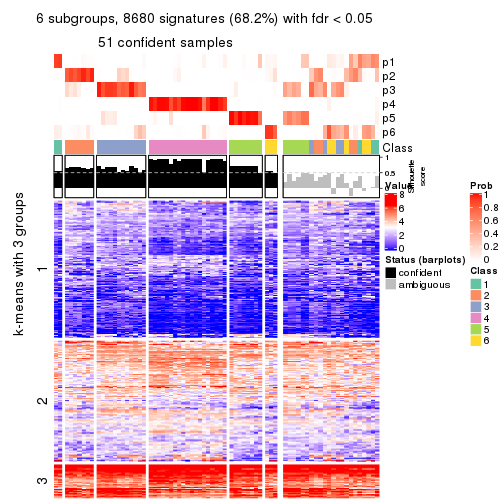 6 subgroups, 8680 signatures (68.2%) with fdr < 0.05
51 confident samples
p1
p2
p3
p4
p5
p6
Class
1
0.5
0
Silhouette
score
k-means with 3 groups
1
2
3
Value
8
6
4
2
0
Status (barplots)
confident
ambiguous
Prob
1
0.8
0.6
0.4
0.2
0
Class
1
2
3
4
5
6